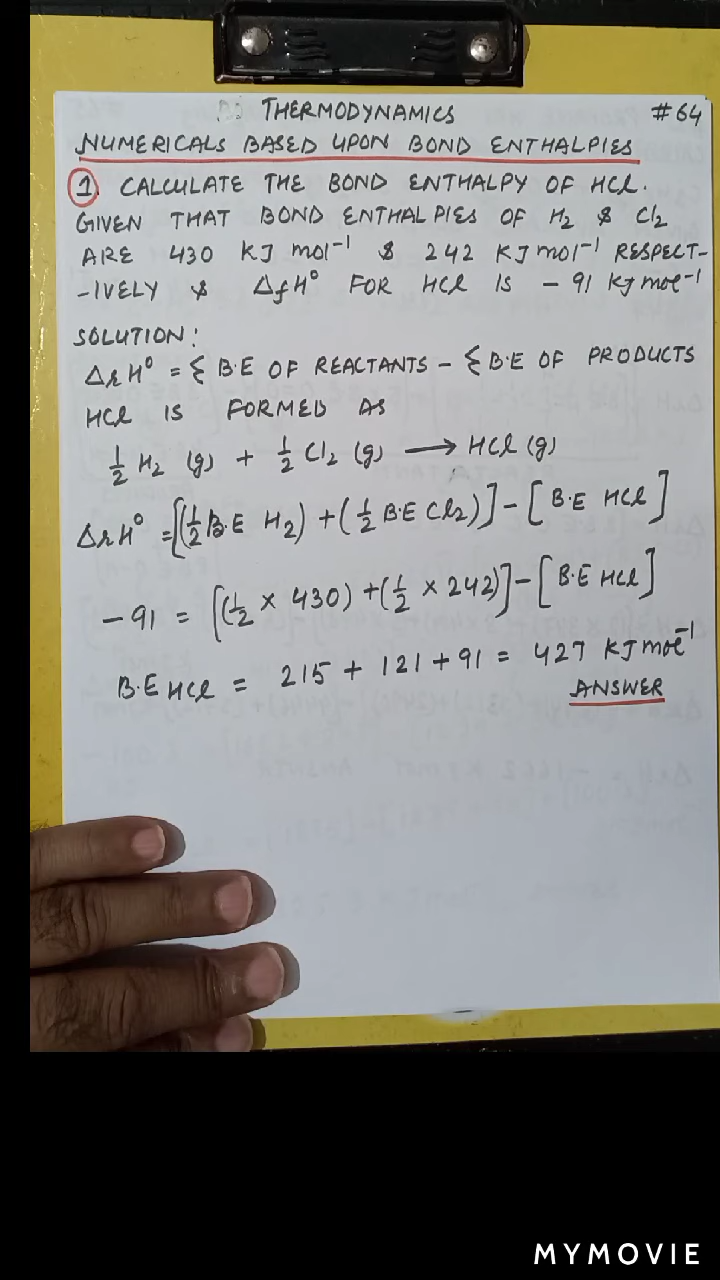 THERMODYNAMICS #64
NUMERICALS BASED UPON BOND ENTHALPIES
1. CALCULATE THE BOND ENTHALPY OF HCl.
GIVEN THAT BOND ENTHALPIES OF H₂ & Cl₂
ARE 430 KJ mol⁻¹ & 242 KJ mol⁻¹ RESPECT-
-IVELY & ΔfH° FOR HCl IS - 91 KJ mol⁻¹
SOLUTION:
ΔrH° = Σ B.E OF REACTANTS - Σ B.E OF PRODUCTS
HCl IS FORMED AS
½ H₂ (g) + ½ Cl₂ (g) ⟶ HCl (g)
ΔrH° = [(½ B.E H₂) + (½ B.E Cl₂)] - [B.E HCl]
- 91 = [(½ × 430) + (½ × 242)] - [B.E HCl]
B.E HCl = 215 + 121 + 91 = 427 KJ mol⁻¹
ANSWER
MYMOVIE